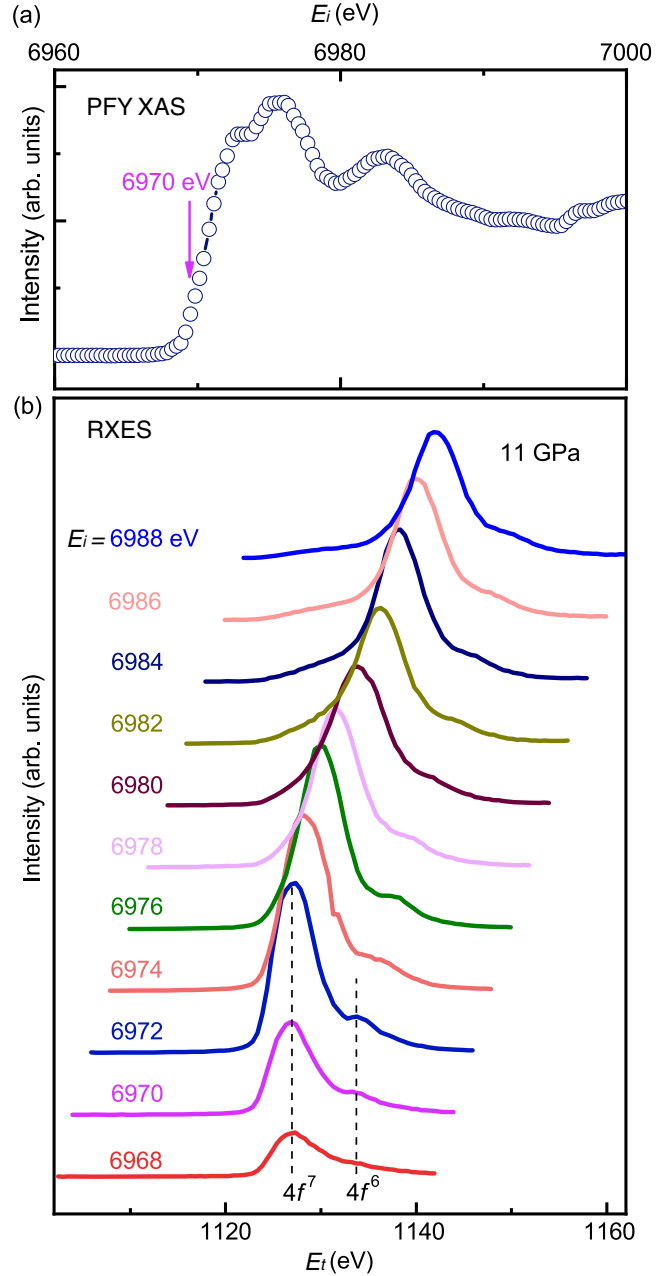 (a)
Ei (eV)
6960 6980 7000
PFY XAS
6970 eV
Intensity (arb. units)
(b)
RXES
11 GPa
Ei = 6988 eV
6986
6984
6982
6980
6978
6976
6974
6972
6970
6968
4f7 4f6
Intensity (arb. units)
1120 1140 1160
Et (eV)